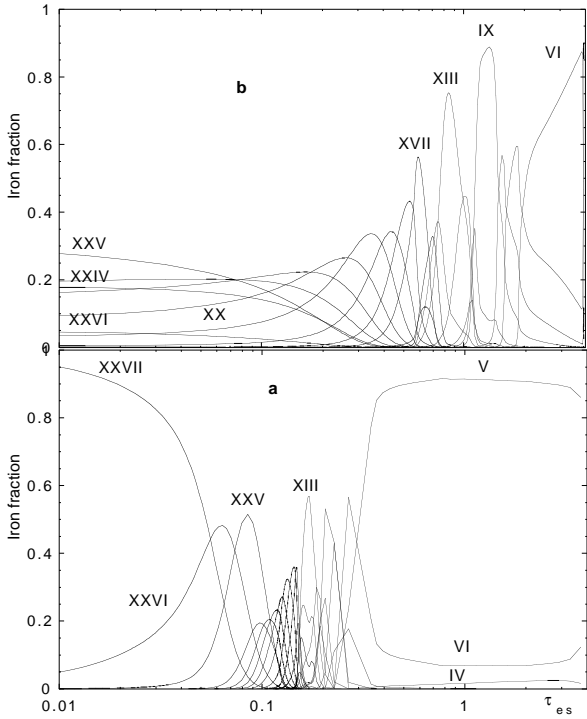 1
IX
VI
0.8
b
XIII
XVII
Iron fraction
0.6
0.4
XXV
XXIV
0.2
XXVI
XX
0
1
XXVII
a
V
0.8
Iron fraction
0.6
XXV
XIII
0.4
XXVI
0.2
VI
IV
0
0.01
0.1
1
τes